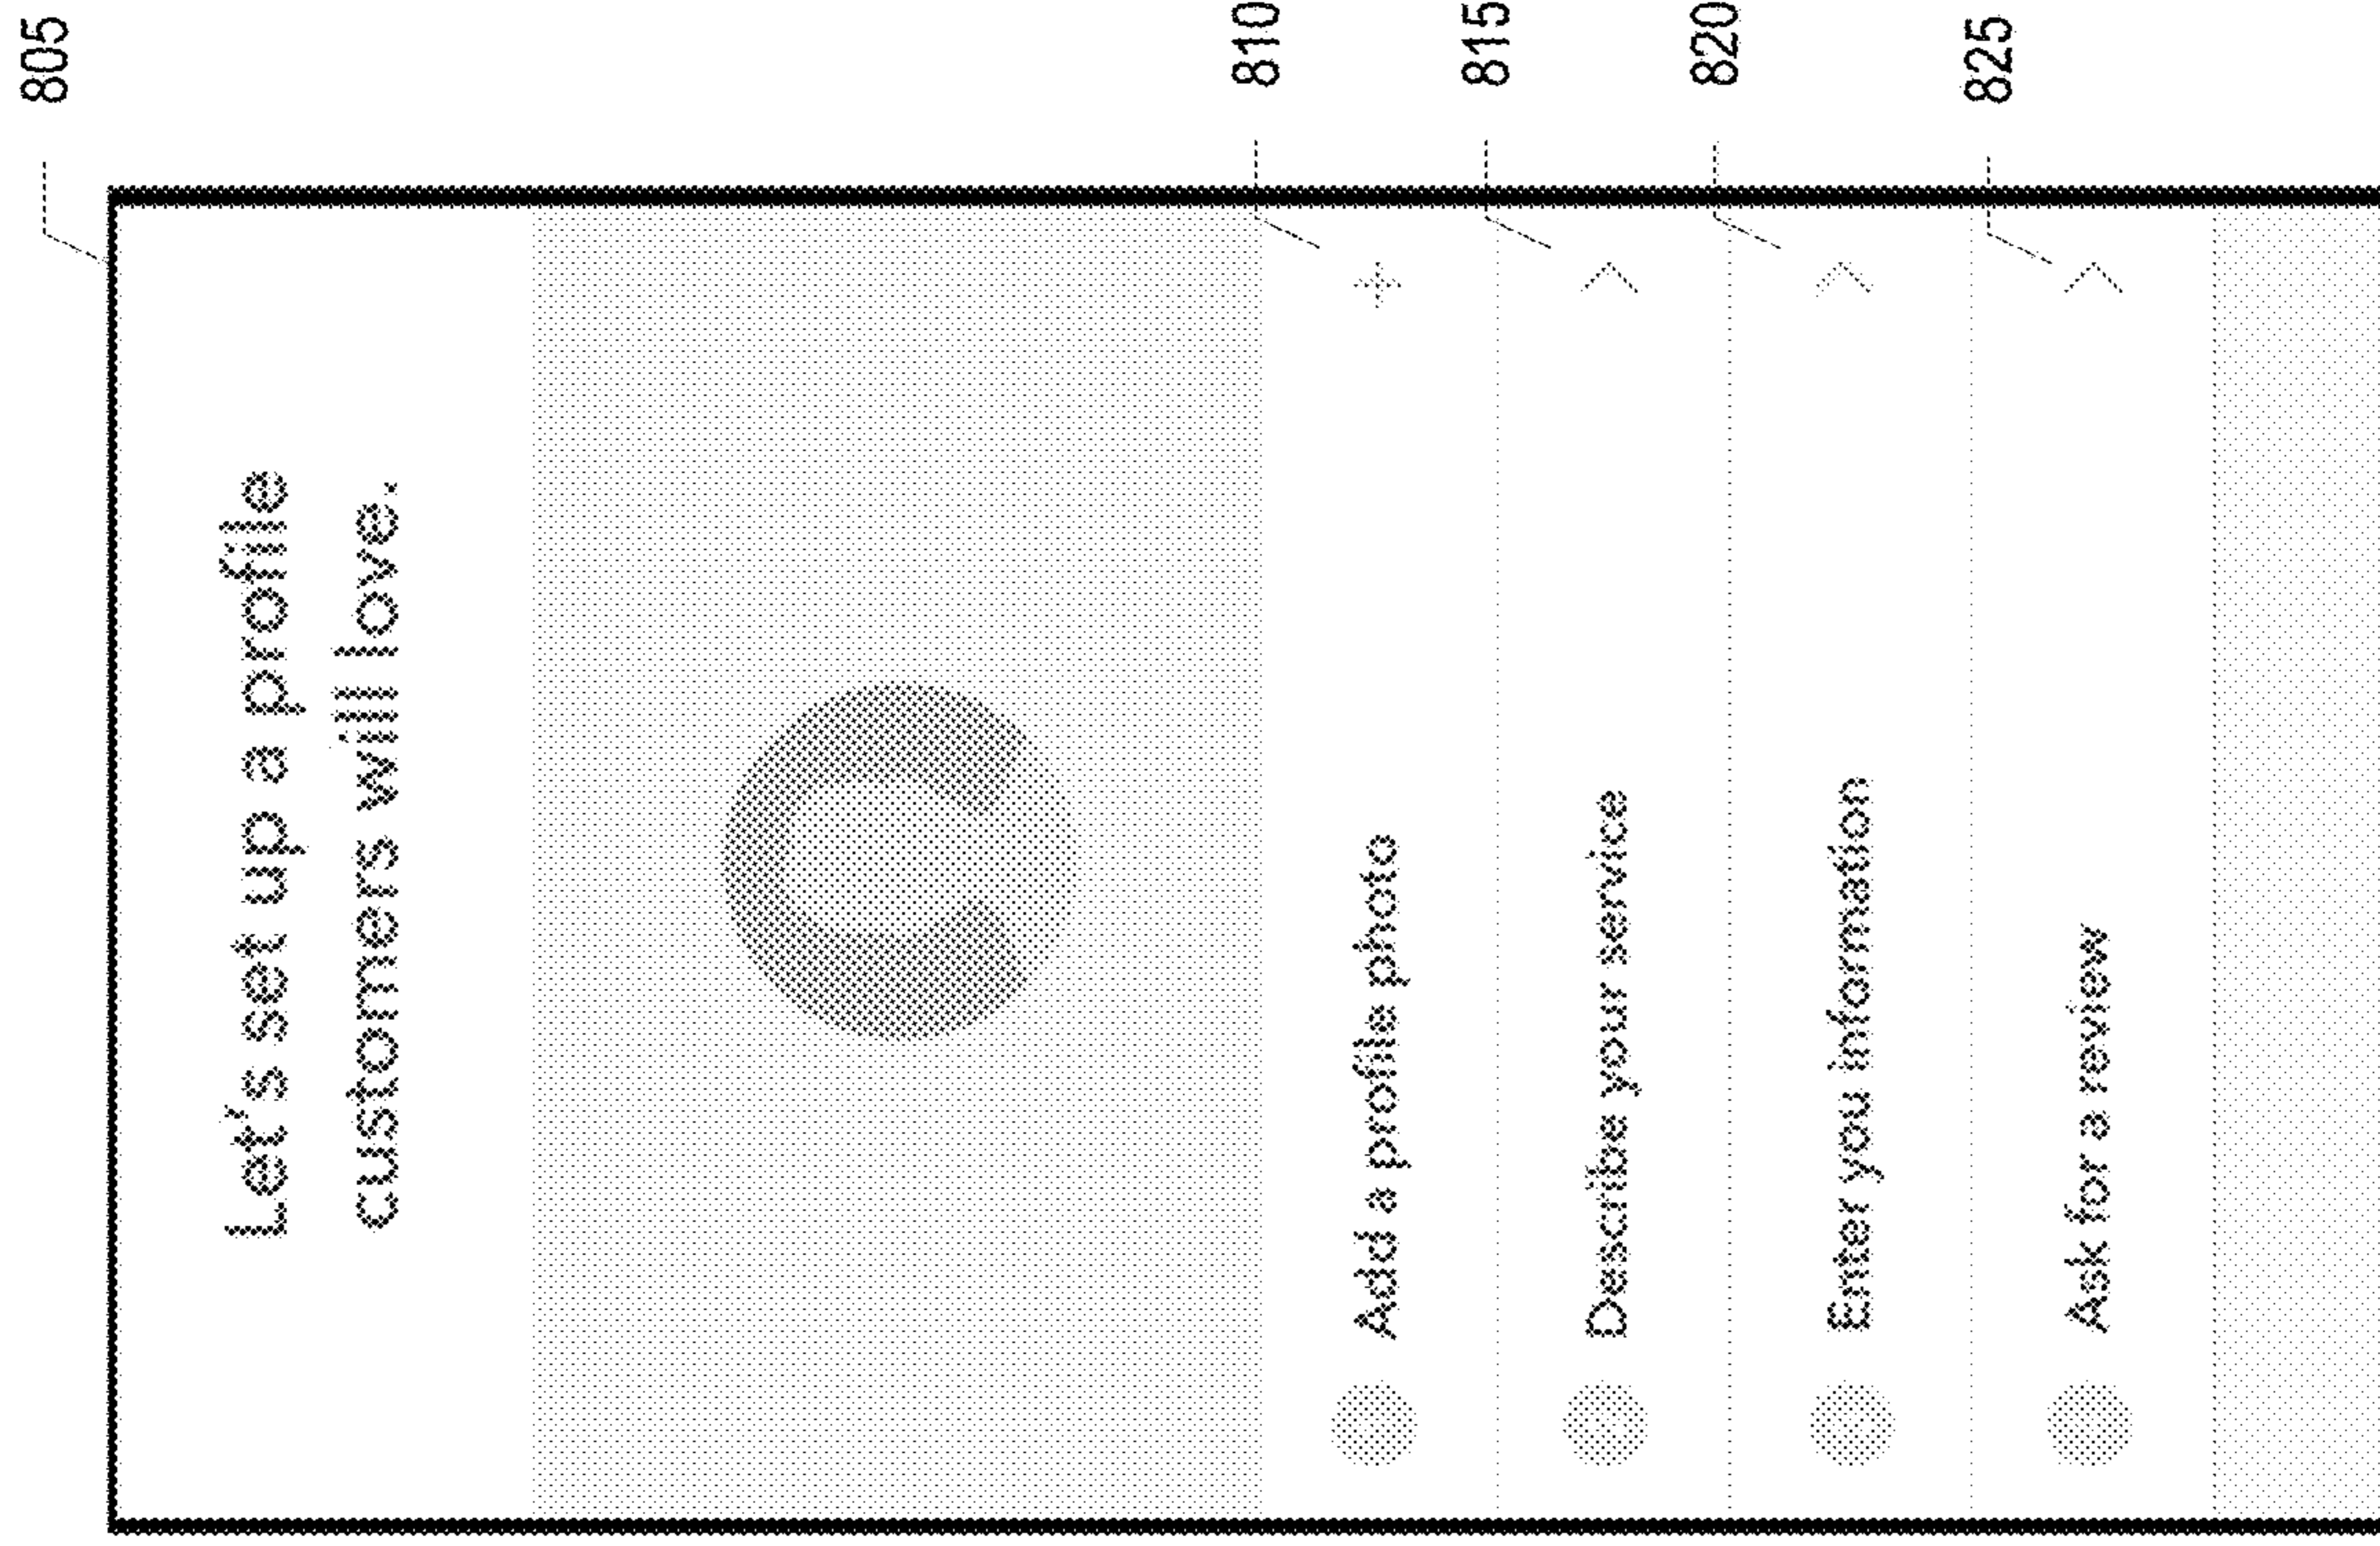 805
Let's set up a profile
customers will love.
810
Add a profile photo
815
Describe your service
820
Enter you information
825
Ask for a review